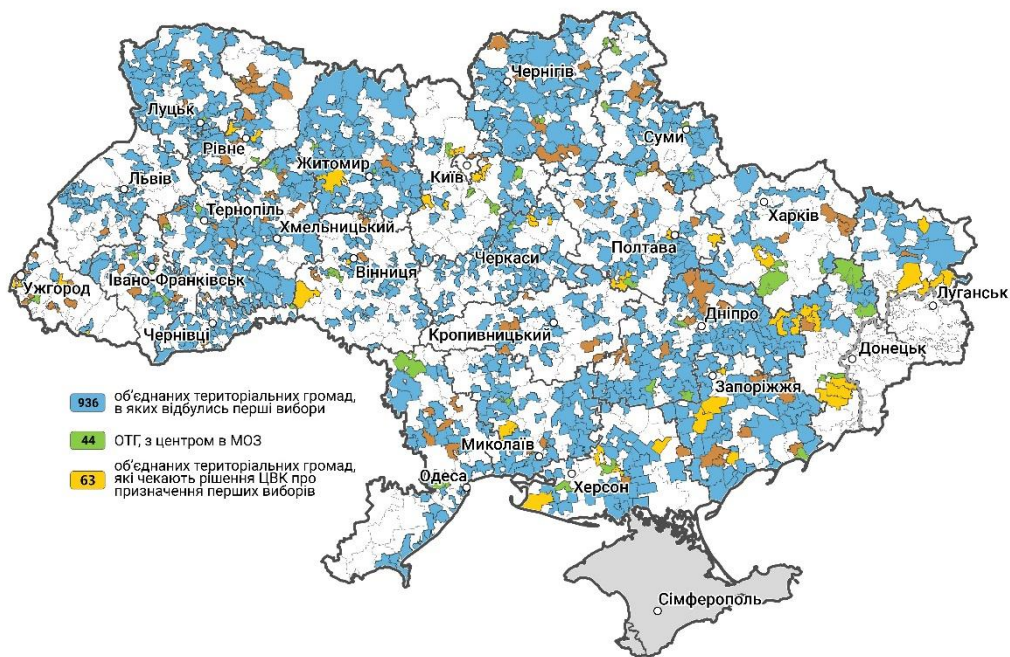 Чернігів
Луцьк
Суми
Рівне
Житомир
Київ
Львів
Харків
Тернопіль
Хмельницький
Полтава
Черкаси
Вінниця
Івано-Франківськ
Ужгород
Луганськ
Дніпро
Чернівці
Кропивницький
Донецьк
Запоріжжя
936 об'єднаних територіальних громад,
в яких відбулись перші вибори
44 ОТГ, з центром в МОЗ
63 об'єднаних територіальних громад,
які чекають рішення ЦВК про
призначення перших виборів
Миколаїв
Одеса
Херсон
Сімферополь